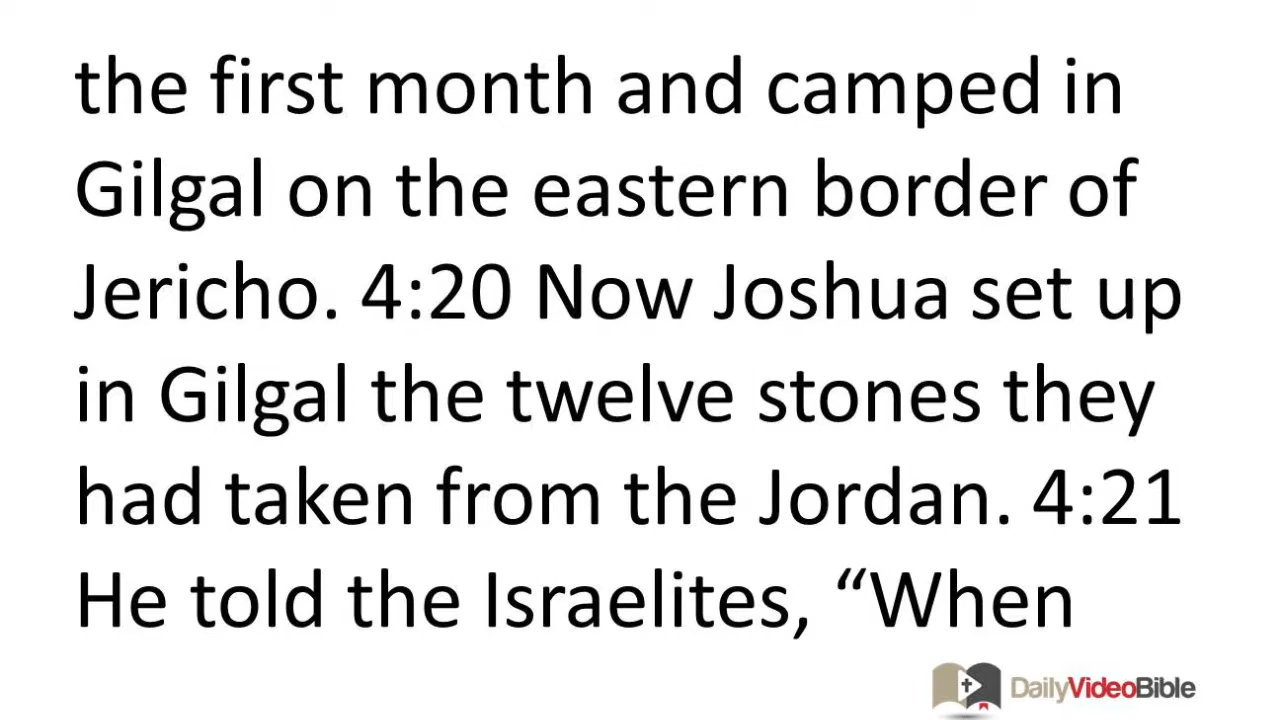 the first month and camped in
Gilgal on the eastern border of
Jericho. 4:20 Now Joshua set up
in Gilgal the twelve stones they
had taken from the Jordan. 4:21
He told the Israelites, “When
DailyVideoBible